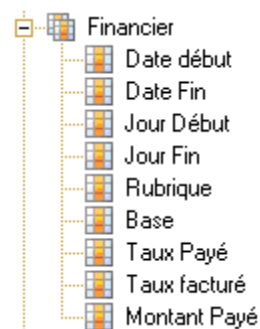 Financier
Date début
Date Fin
Jour Début
Jour Fin
Rubrique
Base
Taux Payé
Taux facturé
Montant Payé